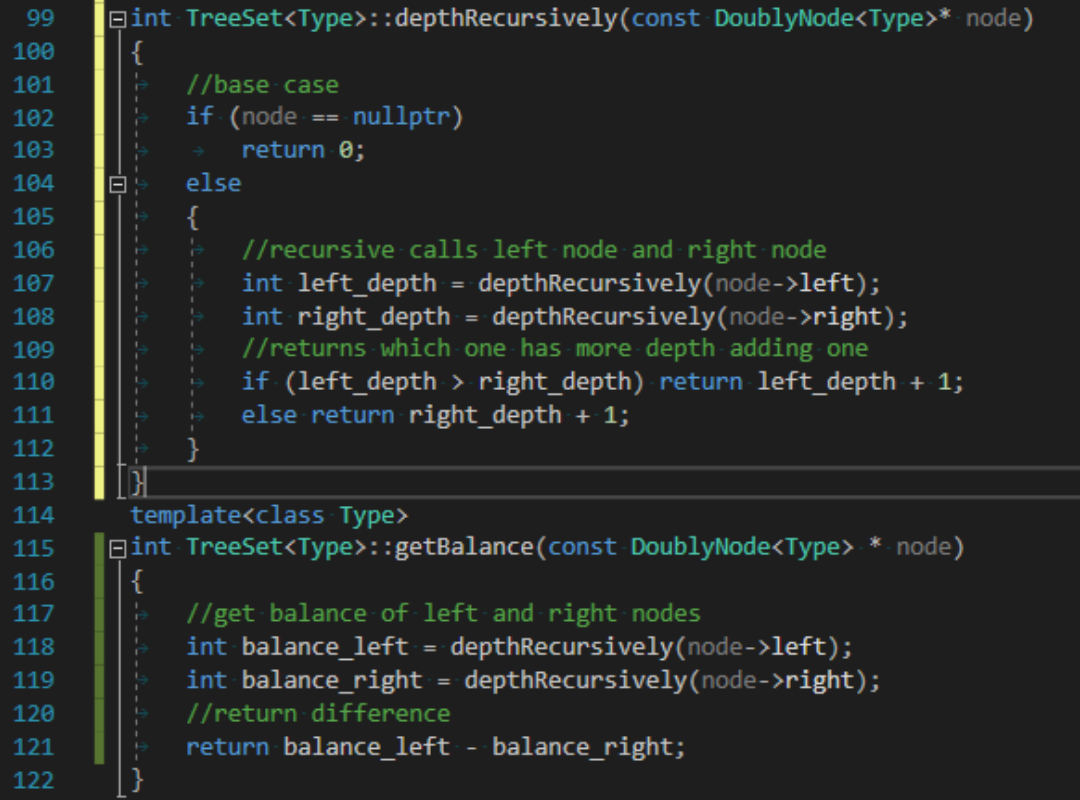 99 int TreeSet<Type>::depthRecursively(const DoublyNode<Type>* node)
100 {
101 //base case
102 if (node == nullptr)
103 return 0;
104 else
105 {
106 //recursive calls left node and right node
107 int left_depth = depthRecursively(node->left);
108 int right_depth = depthRecursively(node->right);
109 //returns which one has more depth adding one
110 if (left_depth > right_depth) return left_depth + 1;
111 else return right_depth + 1;
112 }
113 }
114 template<class Type>
115 int TreeSet<Type>::getBalance(const DoublyNode<Type> * node)
116 {
117 //get balance of left and right nodes
118 int balance_left = depthRecursively(node->left);
119 int balance_right = depthRecursively(node->right);
120 //return difference
121 return balance_left - balance_right;
122 }